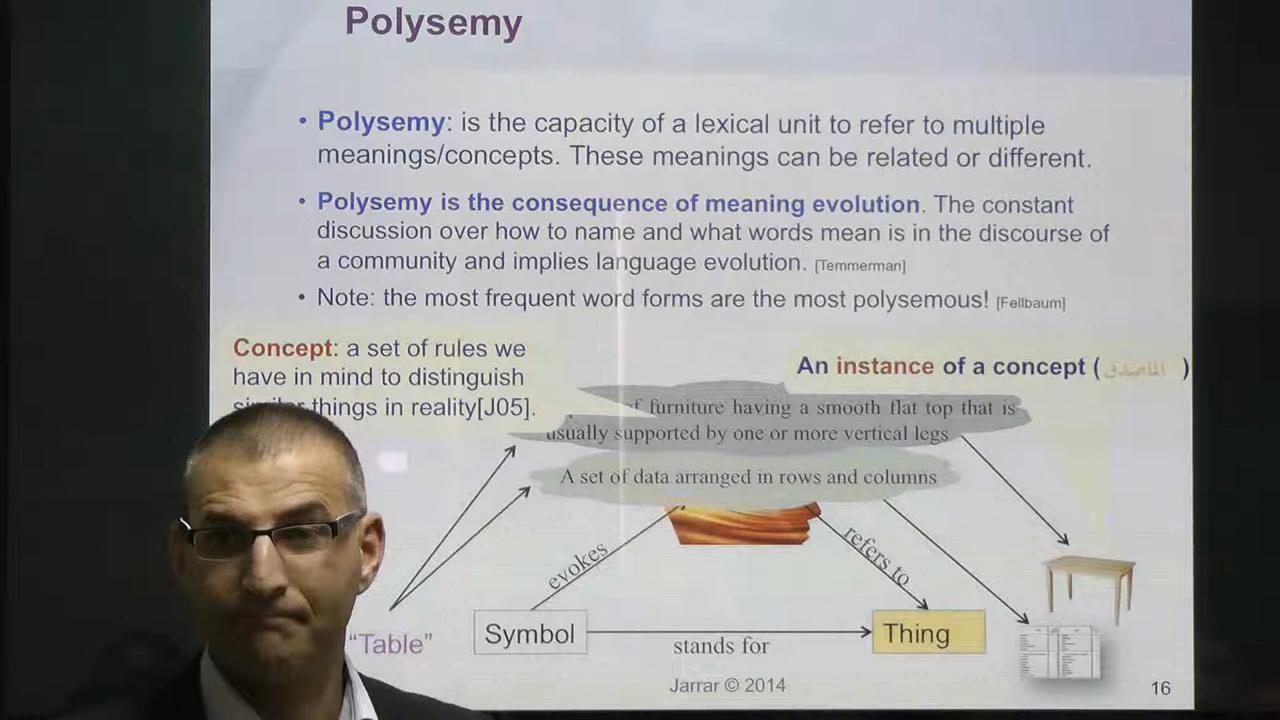 Polysemy
• Polysemy: is the capacity of a lexical unit to refer to multiple
meanings/concepts. These meanings can be related or different.
• Polysemy is the consequence of meaning evolution. The constant
discussion over how to name and what words mean is in the discourse of
a community and implies language evolution. [Temmerman]
• Note: the most frequent word forms are the most polysemous! [Fellbaum]
Concept: a set of rules we
have in mind to distinguish
things in reality[J05].
An instance of a concept ( )
furniture having a smooth flat top that is
usually supported by one or more vertical legs
A set of data arranged in rows and columns
evokes
refers to
"Table"
Symbol
stands for
Thing
Jarrar © 2014
16